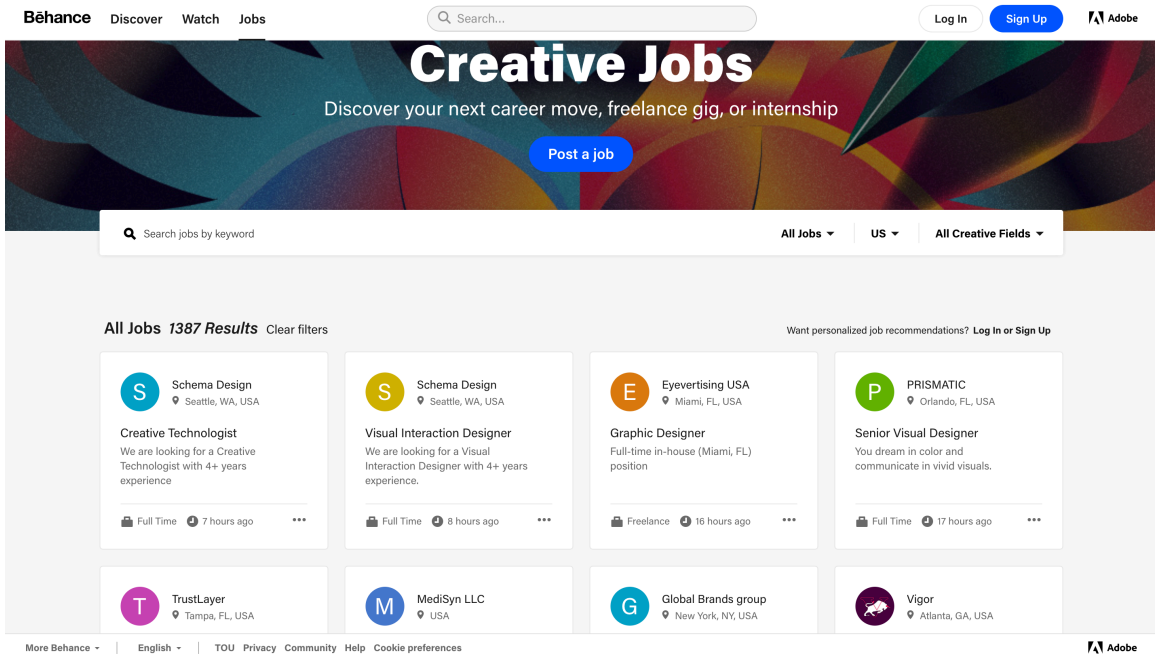 Bēhance Discover Watch Jobs Search... Log In Sign Up Adobe
Creative Jobs
Discover your next career move, freelance gig, or internship
Post a job
Search jobs by keyword All Jobs US All Creative Fields
All Jobs 1387 Results Clear filters Want personalized job recommendations? Log In or Sign Up
S
Schema Design
Seattle, WA, USA
Creative Technologist
We are looking for a Creative
Technologist with 4+ years
experience
Full Time 7 hours ago
S
Schema Design
Seattle, WA, USA
Visual Interaction Designer
We are looking for a Visual
Interaction Designer with 4+ years
experience.
Full Time 8 hours ago
E
Eyevertising USA
Miami, FL, USA
Graphic Designer
Full-time in-house (Miami, FL)
position
Freelance 16 hours ago
P
PRISMATIC
Orlando, FL, USA
Senior Visual Designer
You dream in color and
communicate in vivid visuals.
Full Time 17 hours ago
T
TrustLayer
Tampa, FL, USA
M
MediSyn LLC
USA
G
Global Brands group
New York, NY, USA
Vigor
Atlanta, GA, USA
More Behance English TOU Privacy Community Help Cookie preferences Adobe